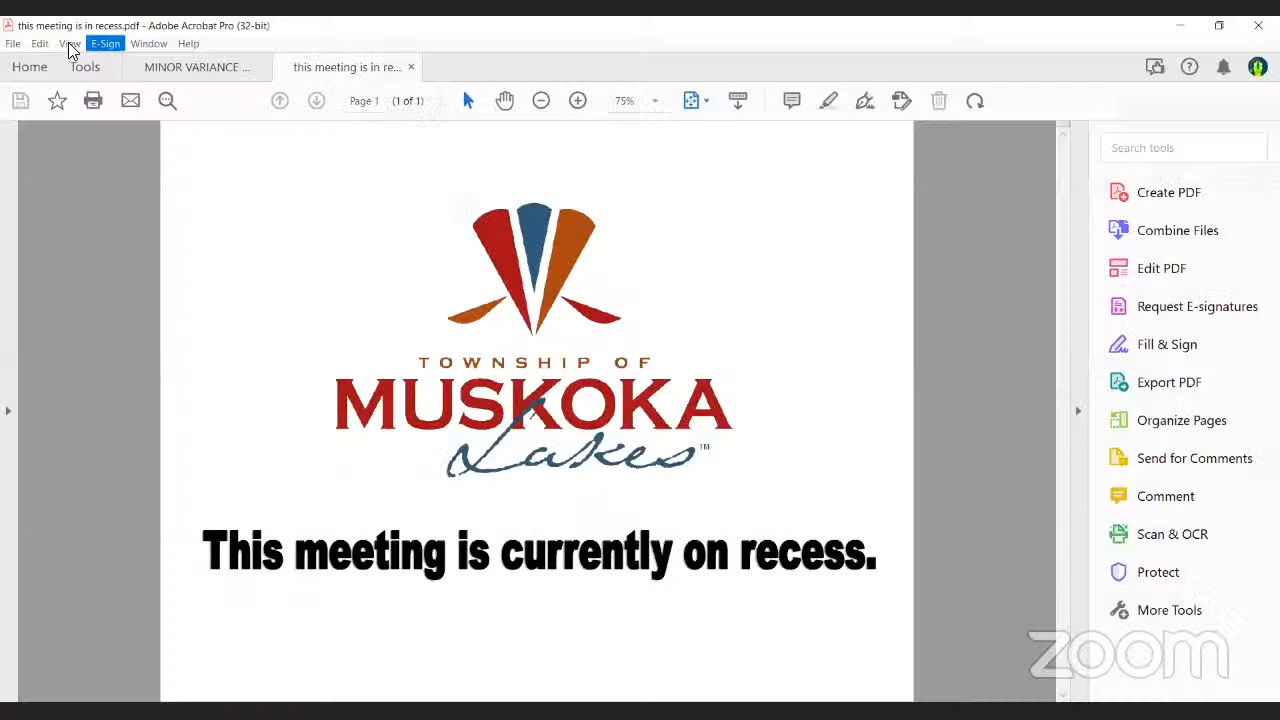 this meeting is in recess.pdf - Adobe Acrobat Pro (32-bit)
File Edit View E-Sign Window Help
Home Tools MINOR VARIANCE ... this meeting is in re... ×
Page 1 (1 of 1) 75%
Search tools
Create PDF
Combine Files
Edit PDF
Request E-signatures
Fill & Sign
Export PDF
Organize Pages
Send for Comments
Comment
Scan & OCR
Protect
More Tools
TOWNSHIP OF
MUSKOKA
Lakes™
This meeting is currently on recess.
zoom